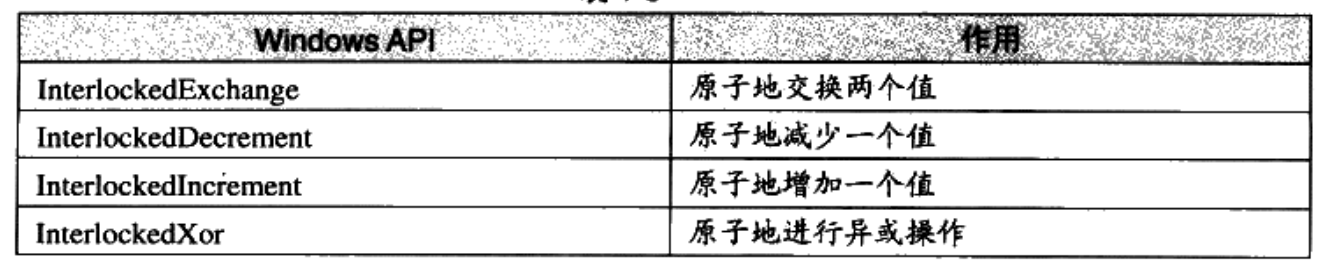 Windows API 作用
InterlockedExchange 原子地交换两个值
InterlockedDecrement 原子地减少一个值
InterlockedIncrement 原子地增加一个值
InterlockedXor 原子地进行异或操作